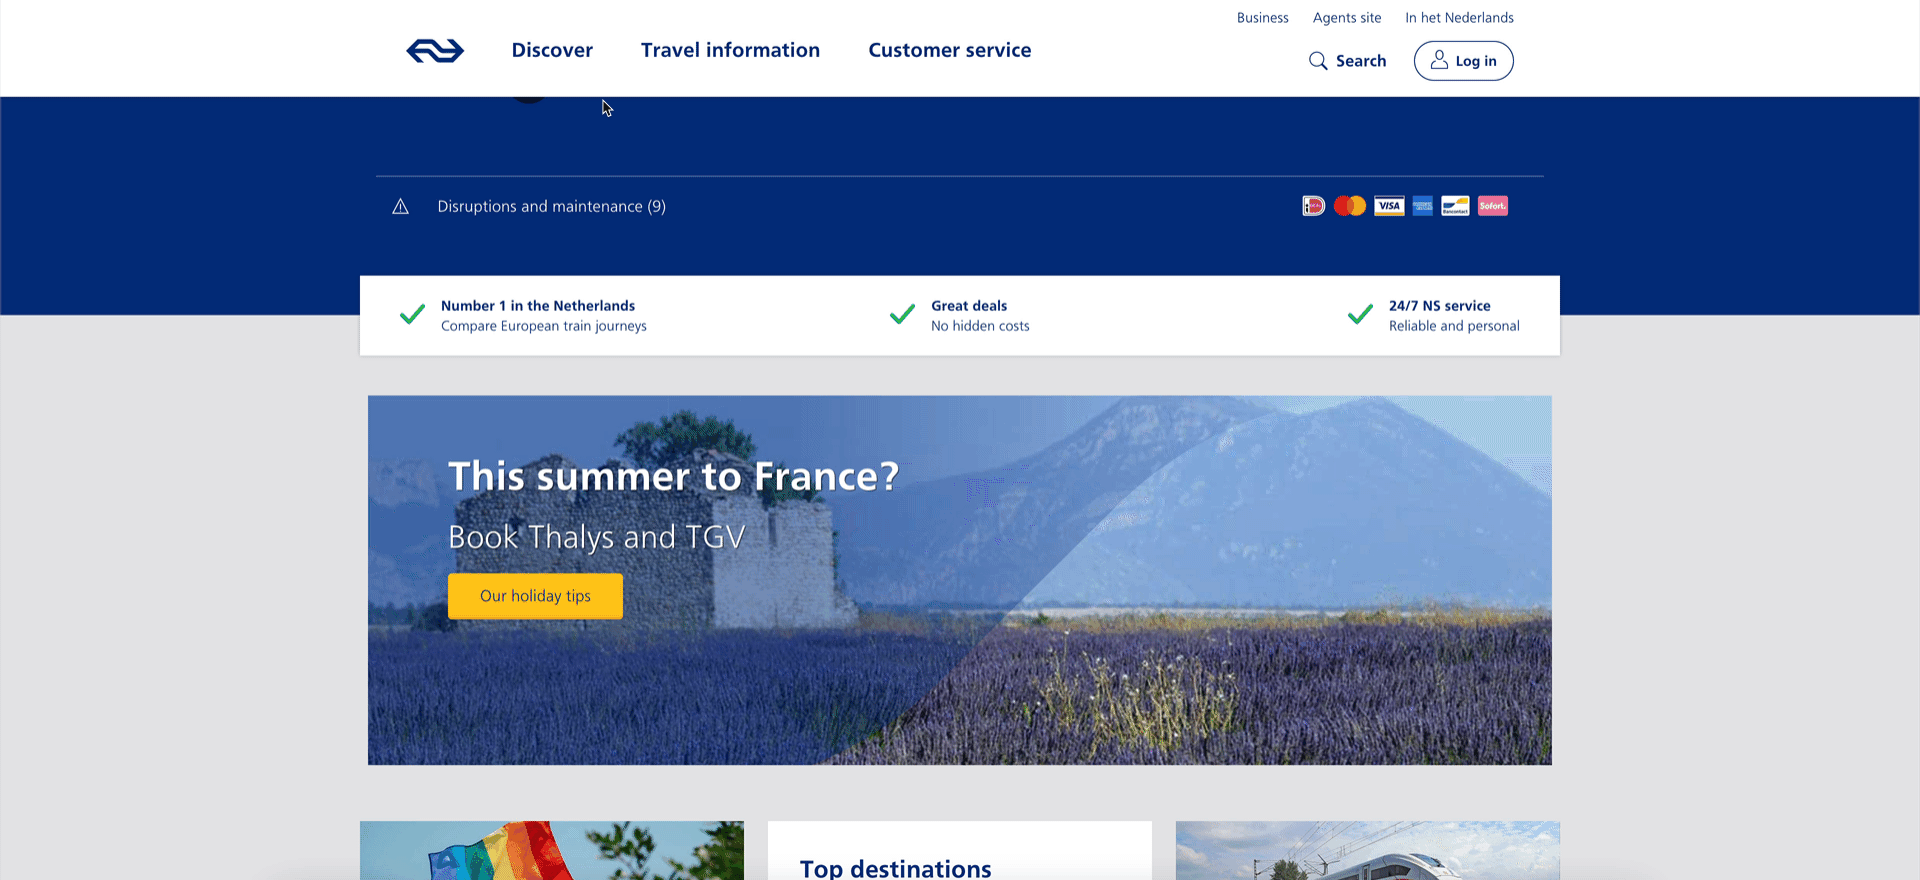 Business Agents site In het Nederlands
Discover Travel information Customer service
Search Log in
Disruptions and maintenance (9)
VISA
Bancontact
Sofort.
Number 1 in the Netherlands
Compare European train journeys
Great deals
No hidden costs
24/7 NS service
Reliable and personal
This summer to France?
Book Thalys and TGV
Our holiday tips
Top destinations